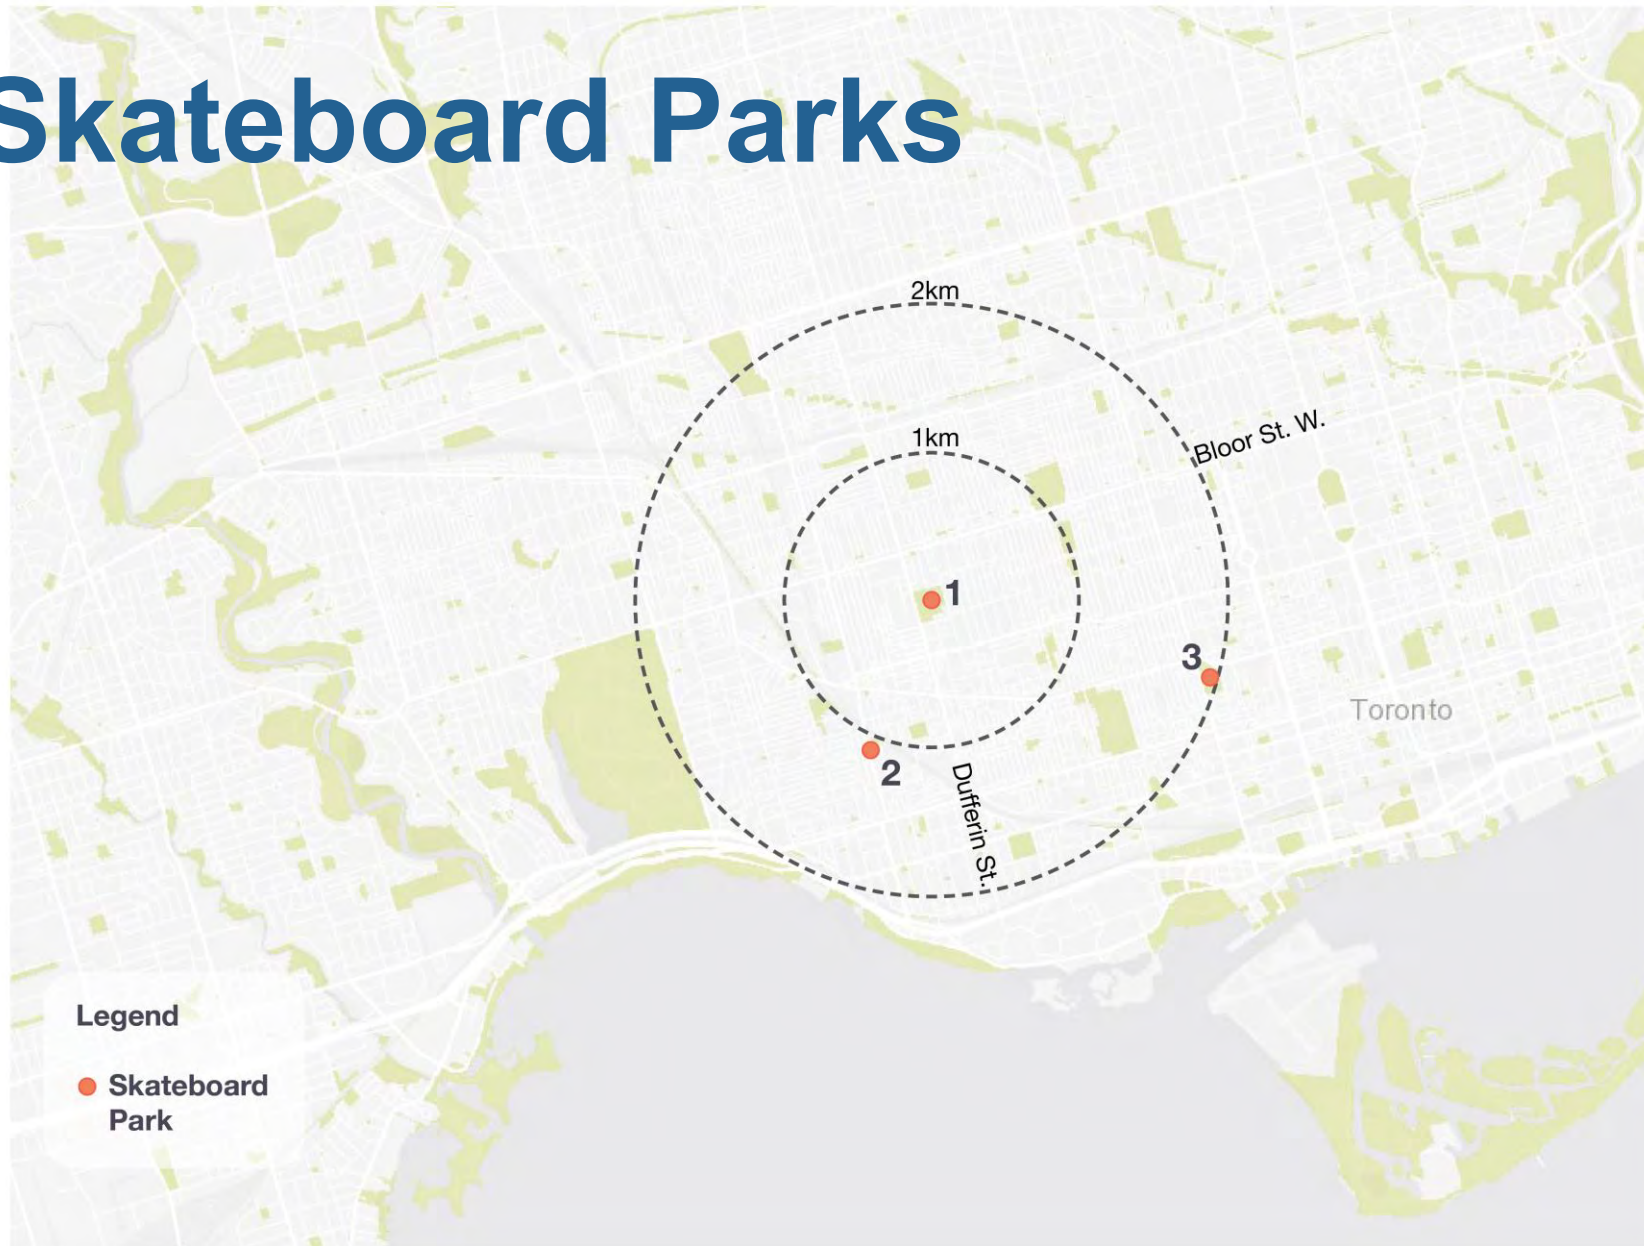 Skateboard Parks
2km
1km
Bloor St. W.
1
3
Toronto
2
Dufferin St.
Legend
Skateboard
Park